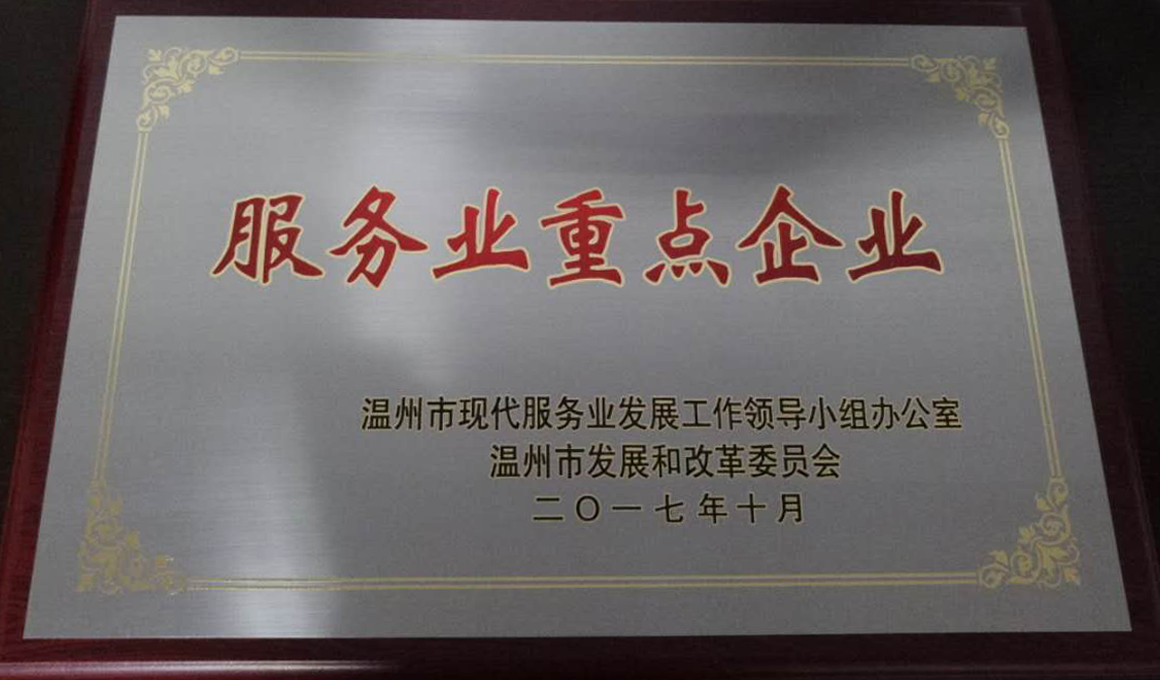 服务业重点企业
温州市现代服务业发展工作领导小组办公室
温州市发展和改革委员会
二〇一七年十月